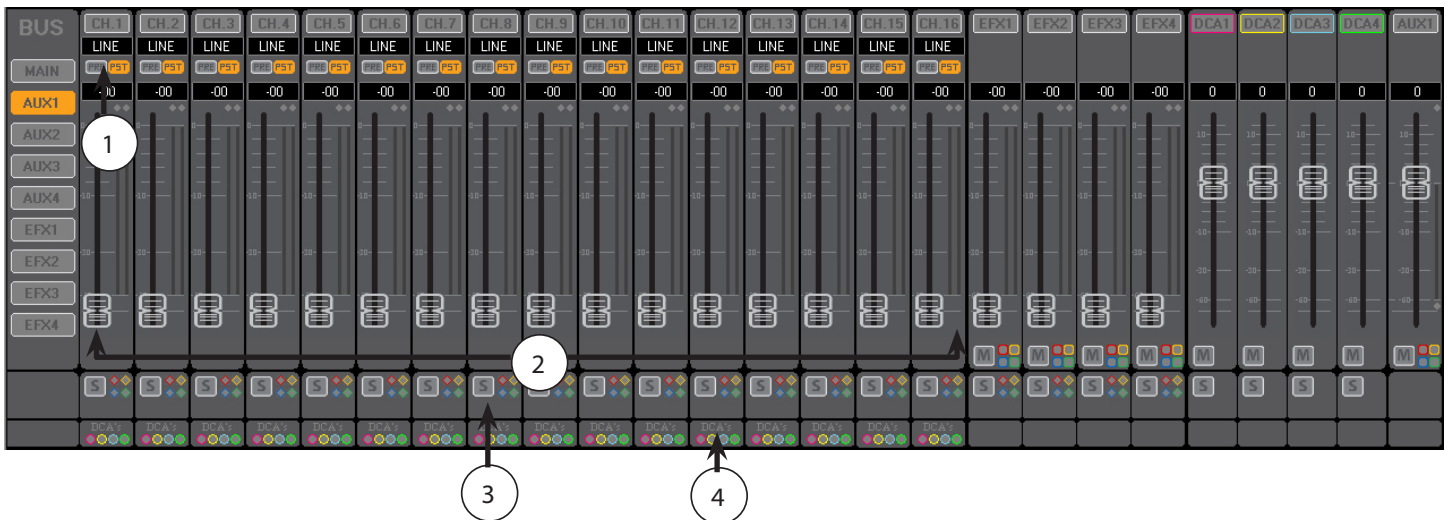 BUS CH.1 CH.2 CH.3 CH.4 CH.5 CH.6 CH.7 CH.8 CH.9 CH.10 CH.11 CH.12 CH.13 CH.14 CH.15 CH.16 EFX1 EFX2 EFX3 EFX4 DCA1 DCA2 DCA3 DCA4 AUX1
LINE LINE LINE LINE LINE LINE LINE LINE LINE LINE LINE LINE LINE LINE LINE LINE
MAIN PRE PST PRE PST PRE PST PRE PST PRE PST PRE PST PRE PST PRE PST PRE PST PRE PST PRE PST PRE PST PRE PST PRE PST PRE PST PRE PST
-00 -00 -00 -00 -00 -00 -00 -00 -00 -00 -00 -00 -00 -00 -00 -00 -00 -00 -00 -00 0 0 0 0 0
AUX1
AUX2
1
AUX3
AUX4
EFX1
EFX2
EFX3
EFX4
2
M M M M M M M M M
S S S S S S S S S S S S S S S S S S S S S S S S
DCA's DCA's DCA's DCA's DCA's DCA's DCA's DCA's DCA's DCA's DCA's DCA's DCA's DCA's DCA's DCA's
3 4